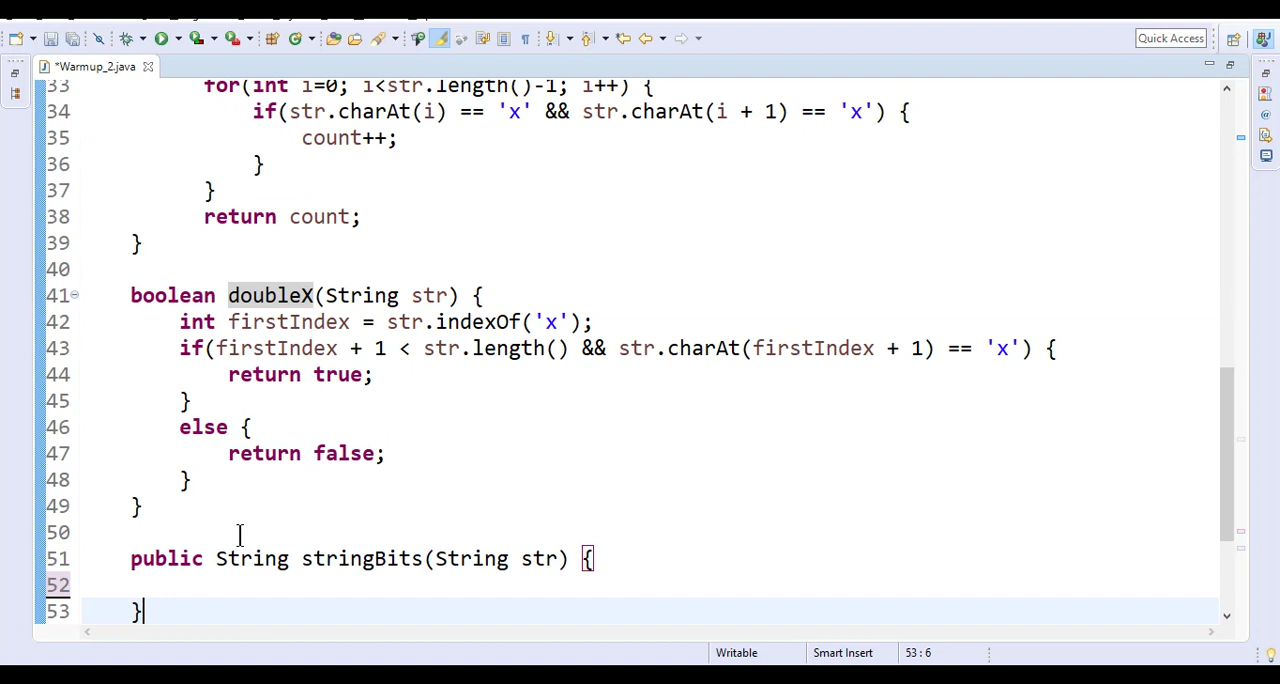 Quick Access
*Warmup_2.java
33 for(int i=0; i<str.length()-1; i++) {
34 if(str.charAt(i) == 'x' && str.charAt(i + 1) == 'x') {
35 count++;
36 }
37 }
38 return count;
39 }
40
41 boolean doubleX(String str) {
42 int firstIndex = str.indexOf('x');
43 if(firstIndex + 1 < str.length() && str.charAt(firstIndex + 1) == 'x') {
44 return true;
45 }
46 else {
47 return false;
48 }
49 }
50
51 public String stringBits(String str) {
52
53 }
Writable Smart Insert 53 : 6